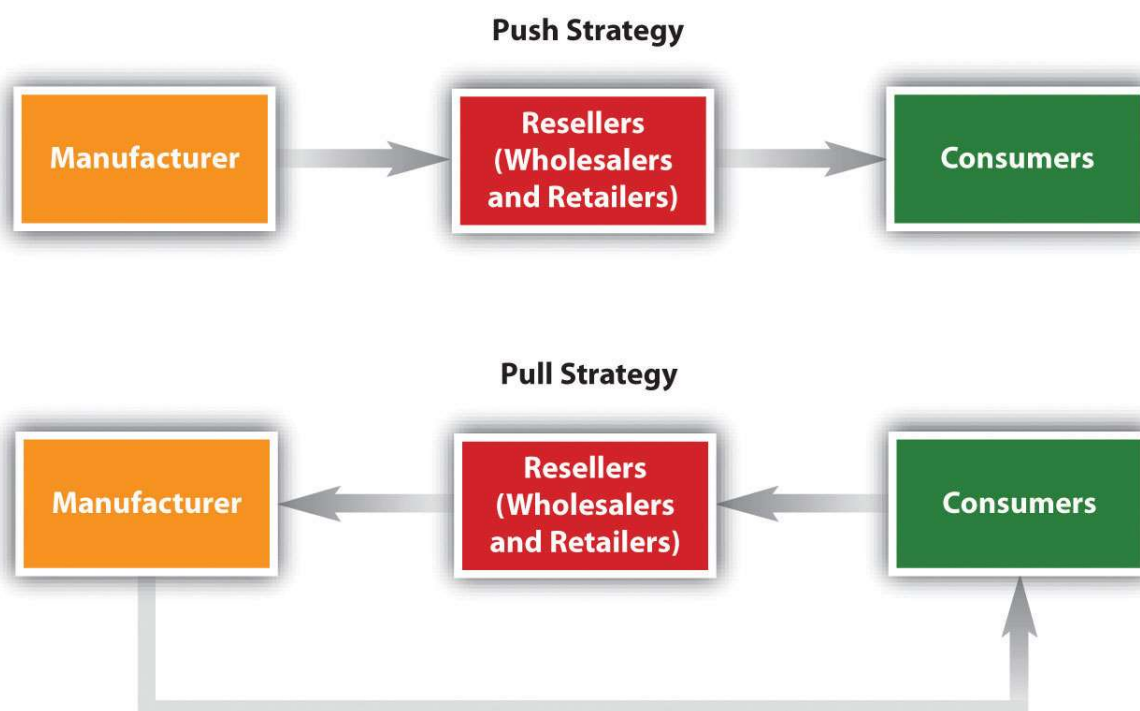 Push Strategy
Manufacturer
Resellers
(Wholesalers
and Retailers)
Consumers
Pull Strategy
Manufacturer
Resellers
(Wholesalers
and Retailers)
Consumers